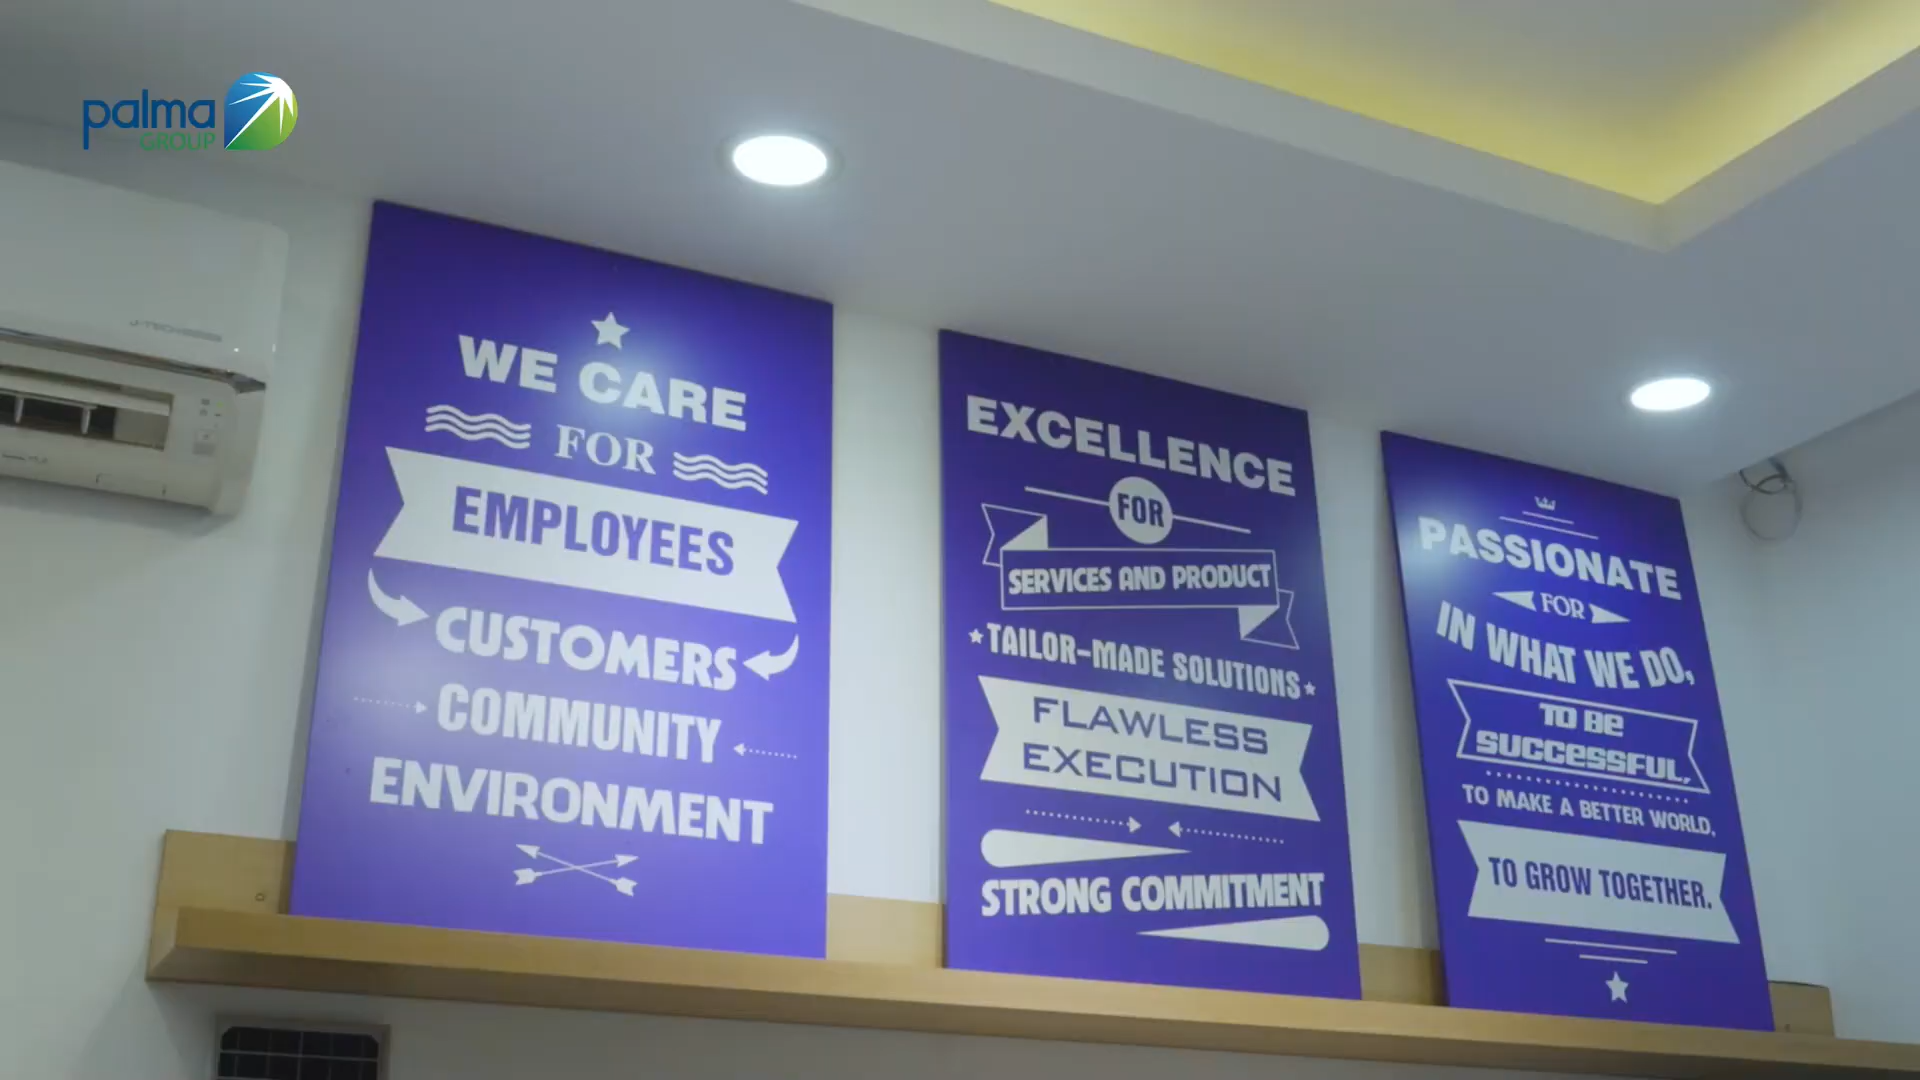 palma
GROUP
WE CARE
FOR
EMPLOYEES
CUSTOMERS
COMMUNITY
ENVIRONMENT
EXCELLENCE
FOR
SERVICES AND PRODUCT
TAILOR-MADE SOLUTIONS
FLAWLESS
EXECUTION
STRONG COMMITMENT
PASSIONATE
FOR
IN WHAT WE DO,
TO BE
SUCCESSFUL,
TO MAKE A BETTER WORLD,
TO GROW TOGETHER.